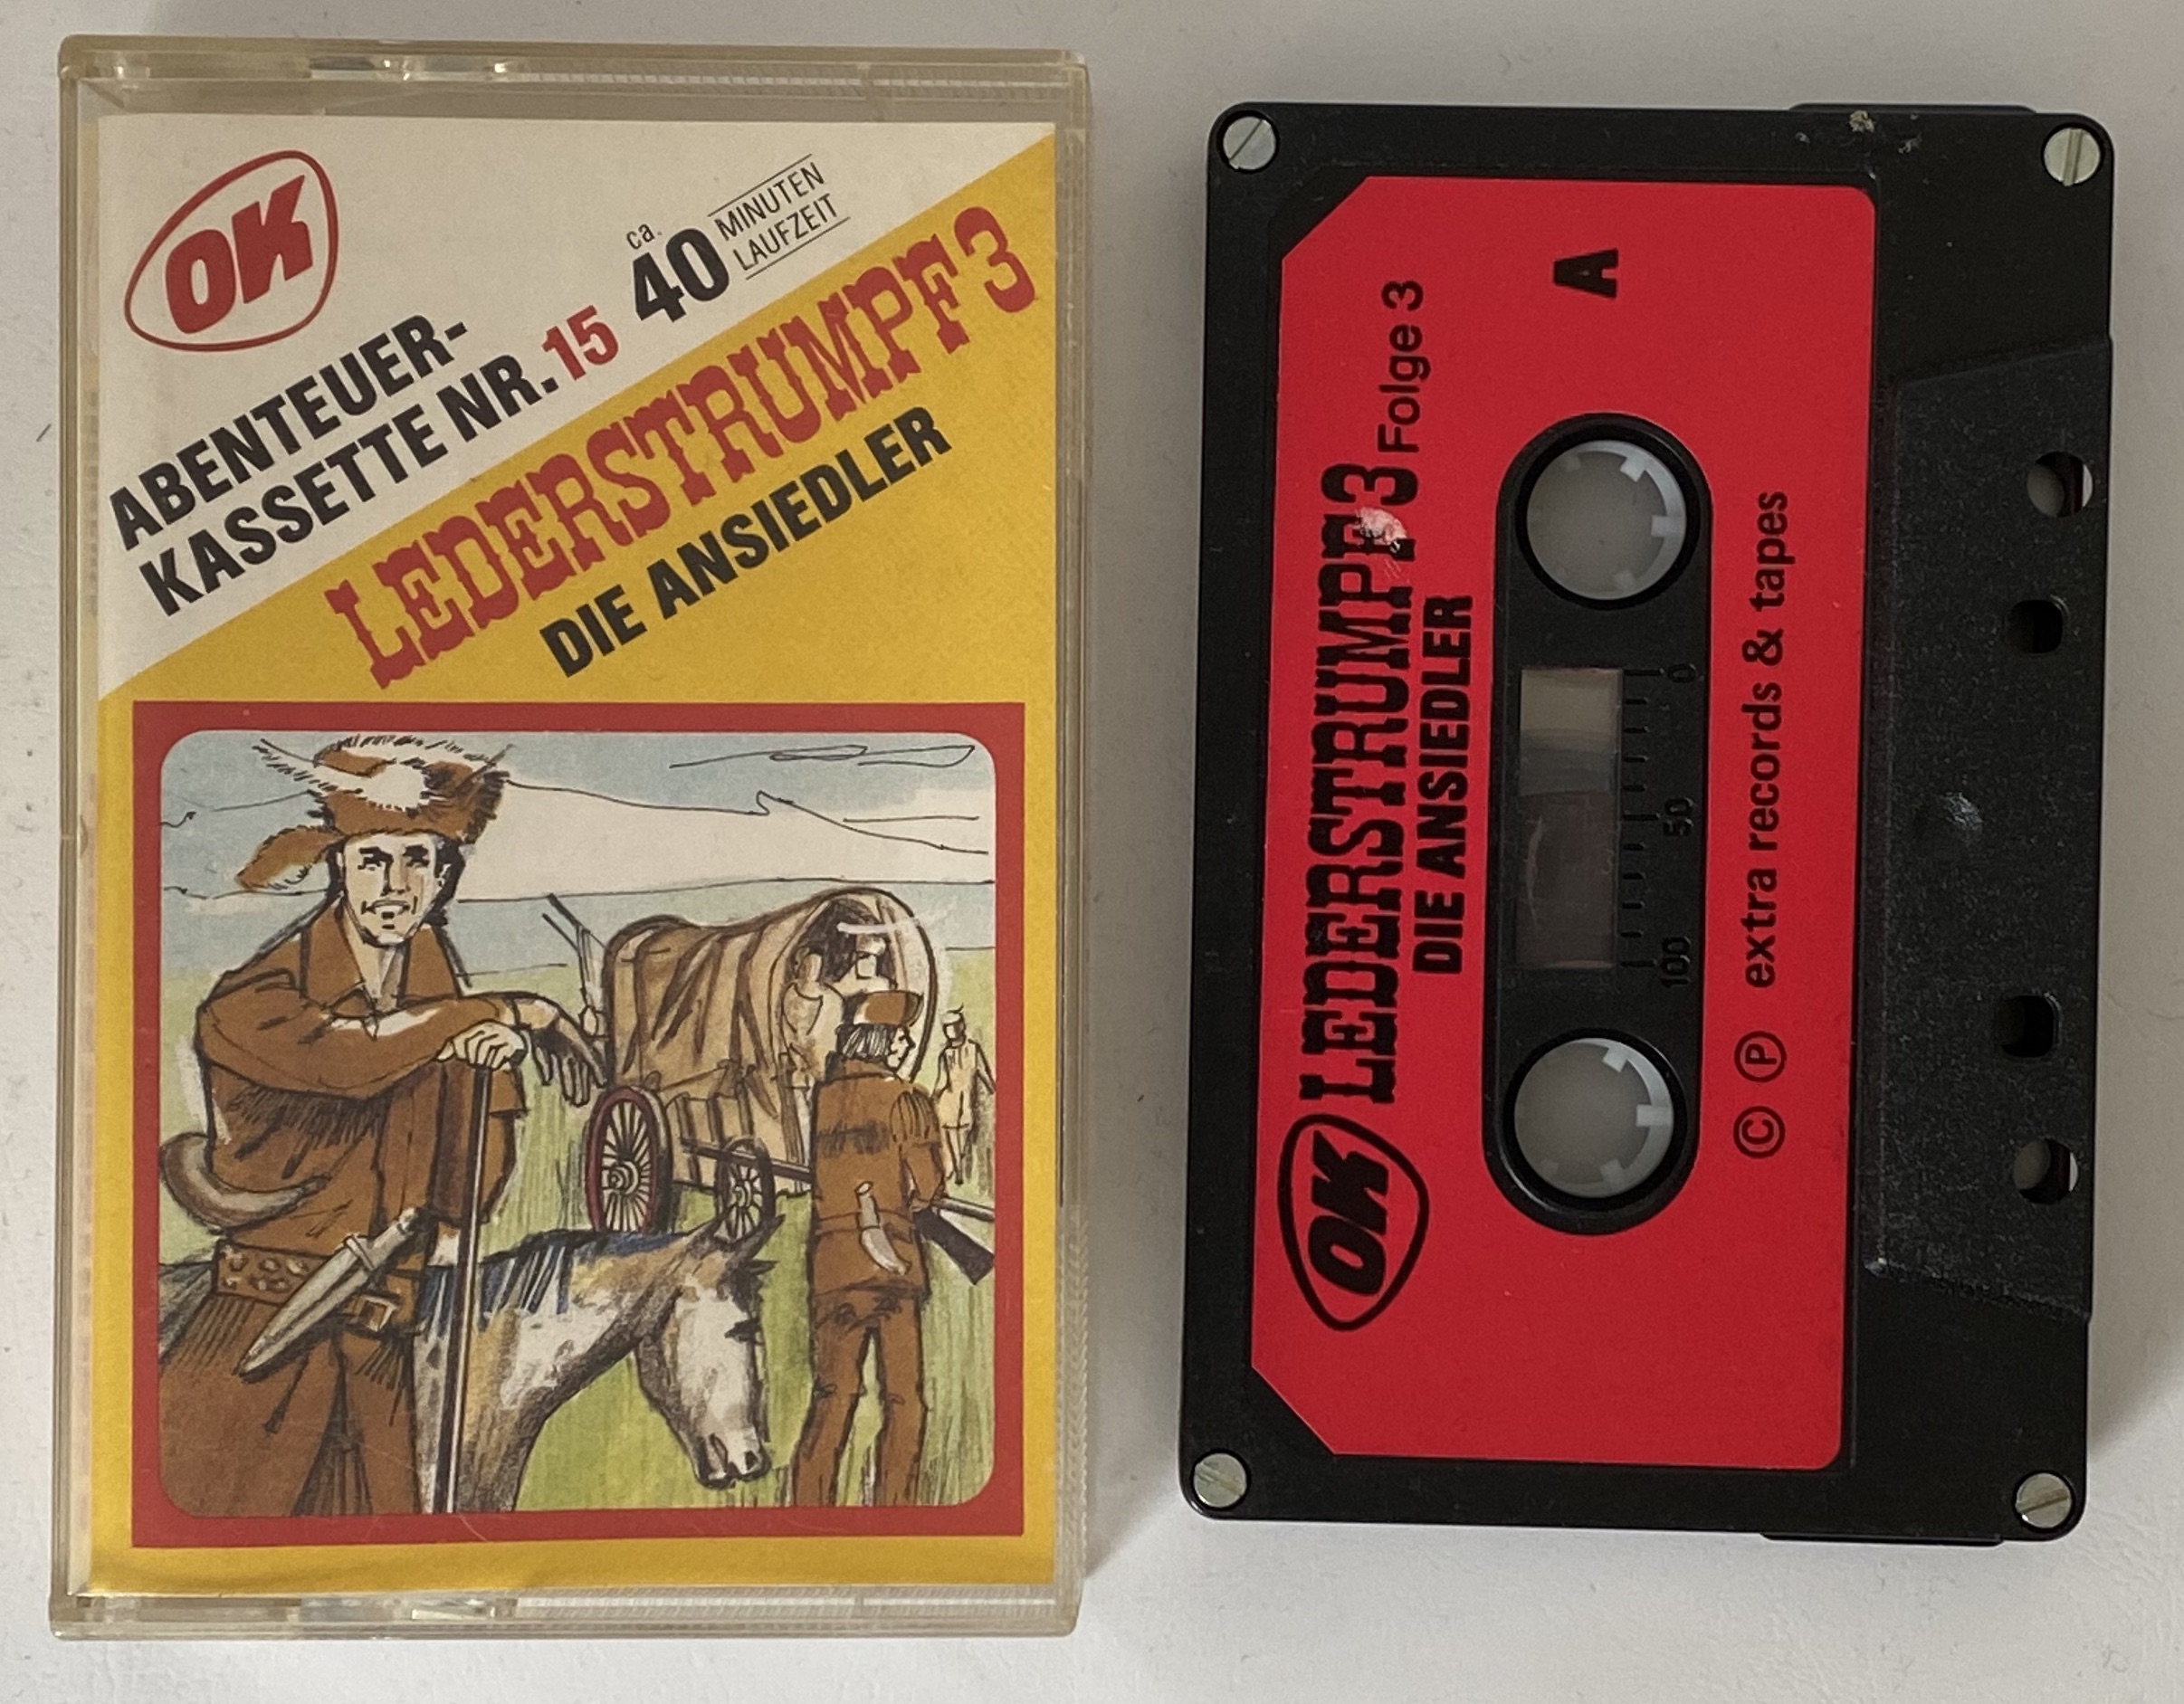 OK
ABENTEUER-
KASSETTE NR. 15
ca. 40 MINUTEN
LAUFZEIT
LEDERSTRUMPF 3
DIE ANSIEDLER
OK LEDERSTRUMPF 3 Folge 3
DIE ANSIEDLER
A
0 50 100
© ℗ extra records & tapes